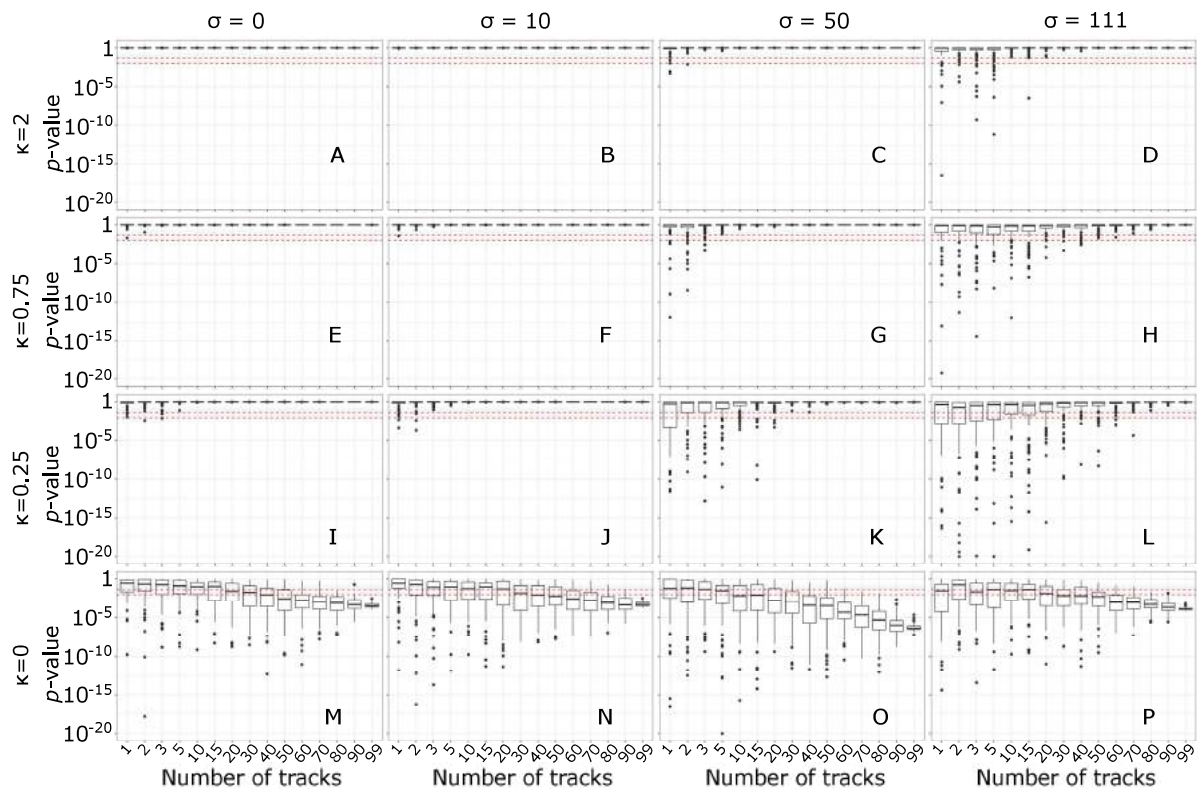 σ = 0 σ = 10 σ = 50 σ = 111
κ=2
p-value
1
10-5
10-10
10-15
10-20
A B C D
κ=0.75
p-value
1
10-5
10-10
10-15
10-20
E F G H
κ=0.25
p-value
1
10-5
10-10
10-15
10-20
I J K L
κ=0
p-value
1
10-5
10-10
10-15
10-20
M N O P
1 2 3 5 10 15 20 30 40 50 60 70 80 90 99 1 2 3 5 10 15 20 30 40 50 60 70 80 90 99 1 2 3 5 10 15 20 30 40 50 60 70 80 90 99 1 2 3 5 10 15 20 30 40 50 60 70 80 90 99
Number of tracks Number of tracks Number of tracks Number of tracks